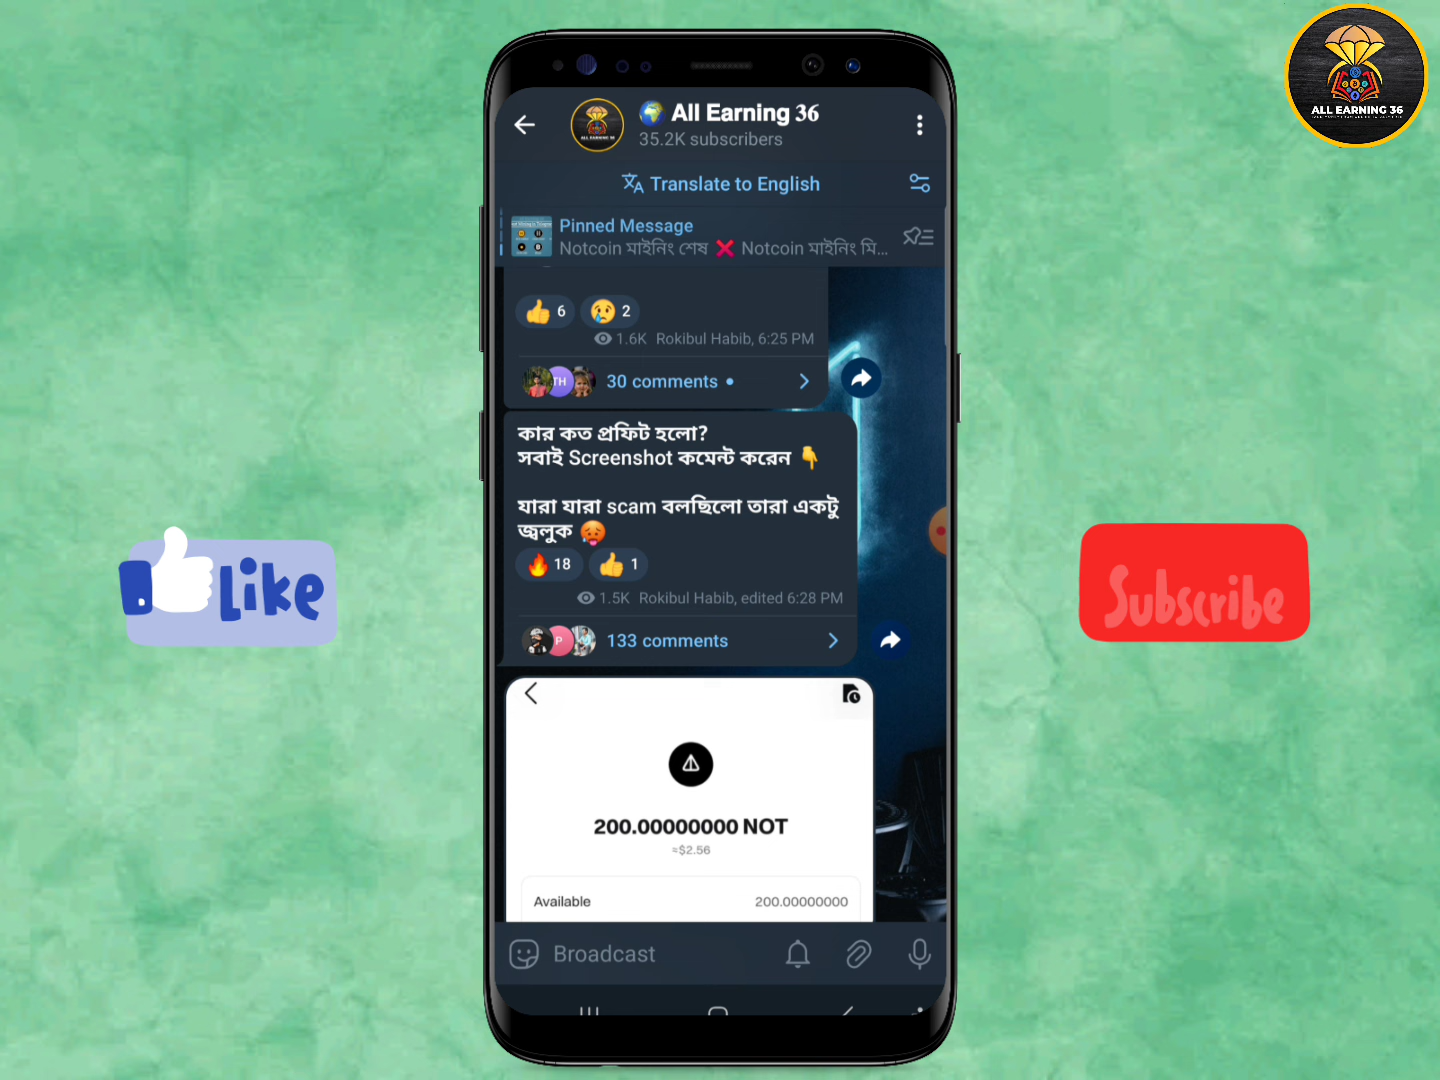 ALL EARNING 36
All Earning 36
35.2K subscribers
Translate to English
Pinned Message
Notcoin মাইনিং শেষ ❌ Notcoin মাইনিং মি...
👍 6 😢 2
1.6K Rokibul Habib, 6:25 PM
TH
30 comments
কার কত প্রফিট হলো?
সবাই Screenshot কমেন্ট করেন 👇
যারা যারা scam বলছিলো তারা একটু
জ্বলুক 🥵
🔥 18 👍 1
1.5K Rokibul Habib, edited 6:28 PM
P
133 comments
Like
Subscribe
200.00000000 NOT
≈$2.56
Available 200.00000000
Broadcast